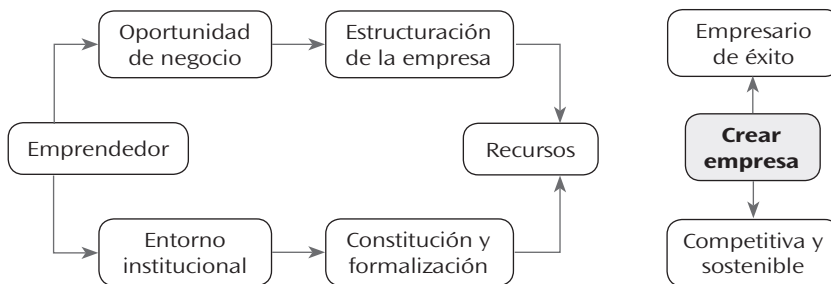 Oportunidad
de negocio
Estructuración
de la empresa
Empresario
de éxito
Emprendedor
Recursos
Crear
empresa
Entorno
institucional
Constitución y
formalización
Competitiva y
sostenible